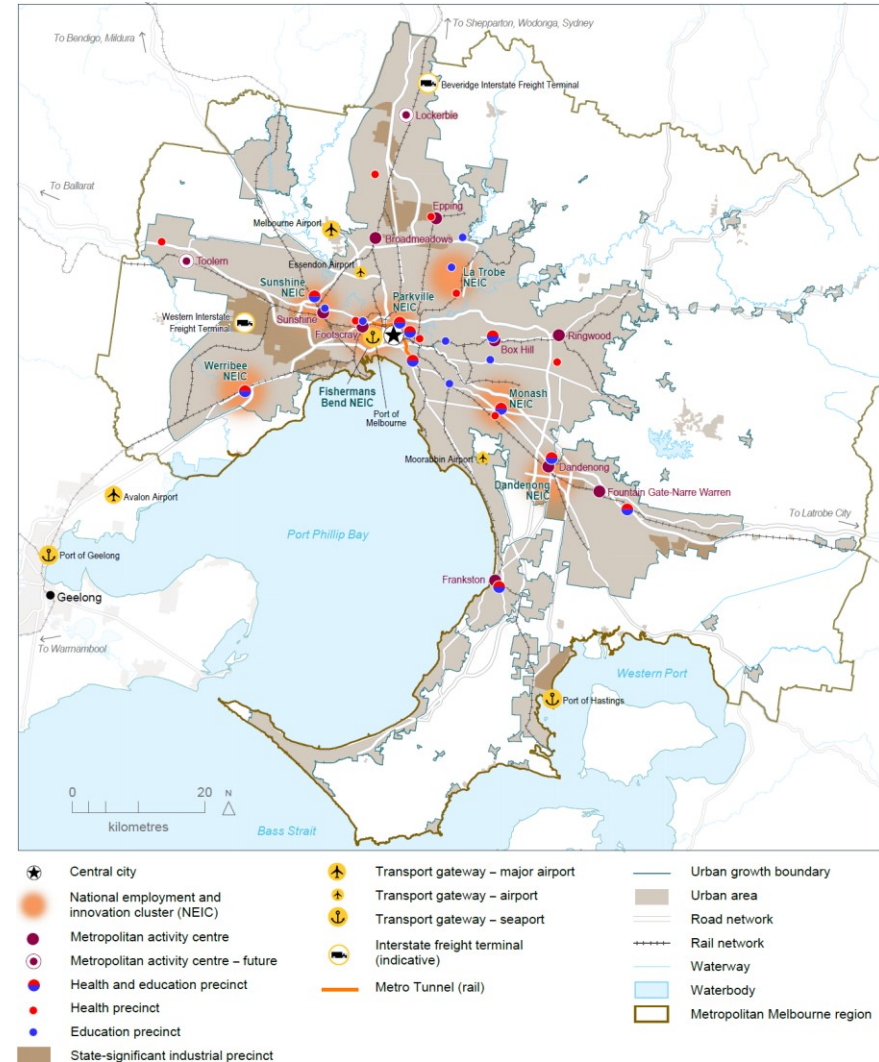 To Shepparton, Wodonga, Sydney
To Bendigo, Mildura
Beveridge Interstate Freight Terminal
Lockerbie
To Ballarat
Epping
Melbourne Airport
Broadmeadows
Toolern
Essendon Airport
La Trobe
NEIC
Sunshine
NEIC
Parkville
NEIC
Western Interstate
Freight Terminal
Sunshine
Footscray
Ringwood
Box Hill
Werribee
NEIC
Fishermans
Bend NEIC
Port of
Melbourne
Monash
NEIC
Moorabbin Airport
Dandenong
Dandenong
NEIC
Fountain Gate-Narre Warren
Avalon Airport
To Latrobe City
Port Phillip Bay
Port of Geelong
Frankston
Geelong
To Warrnambool
Western Port
Port of Hastings
0 20 N
kilometres
Bass Strait
Central city
National employment and
innovation cluster (NEIC)
Metropolitan activity centre
Metropolitan activity centre – future
Health and education precinct
Health precinct
Education precinct
State-significant industrial precinct
Transport gateway – major airport
Transport gateway – airport
Transport gateway – seaport
Interstate freight terminal
(indicative)
Metro Tunnel (rail)
Urban growth boundary
Urban area
Road network
Rail network
Waterway
Waterbody
Metropolitan Melbourne region